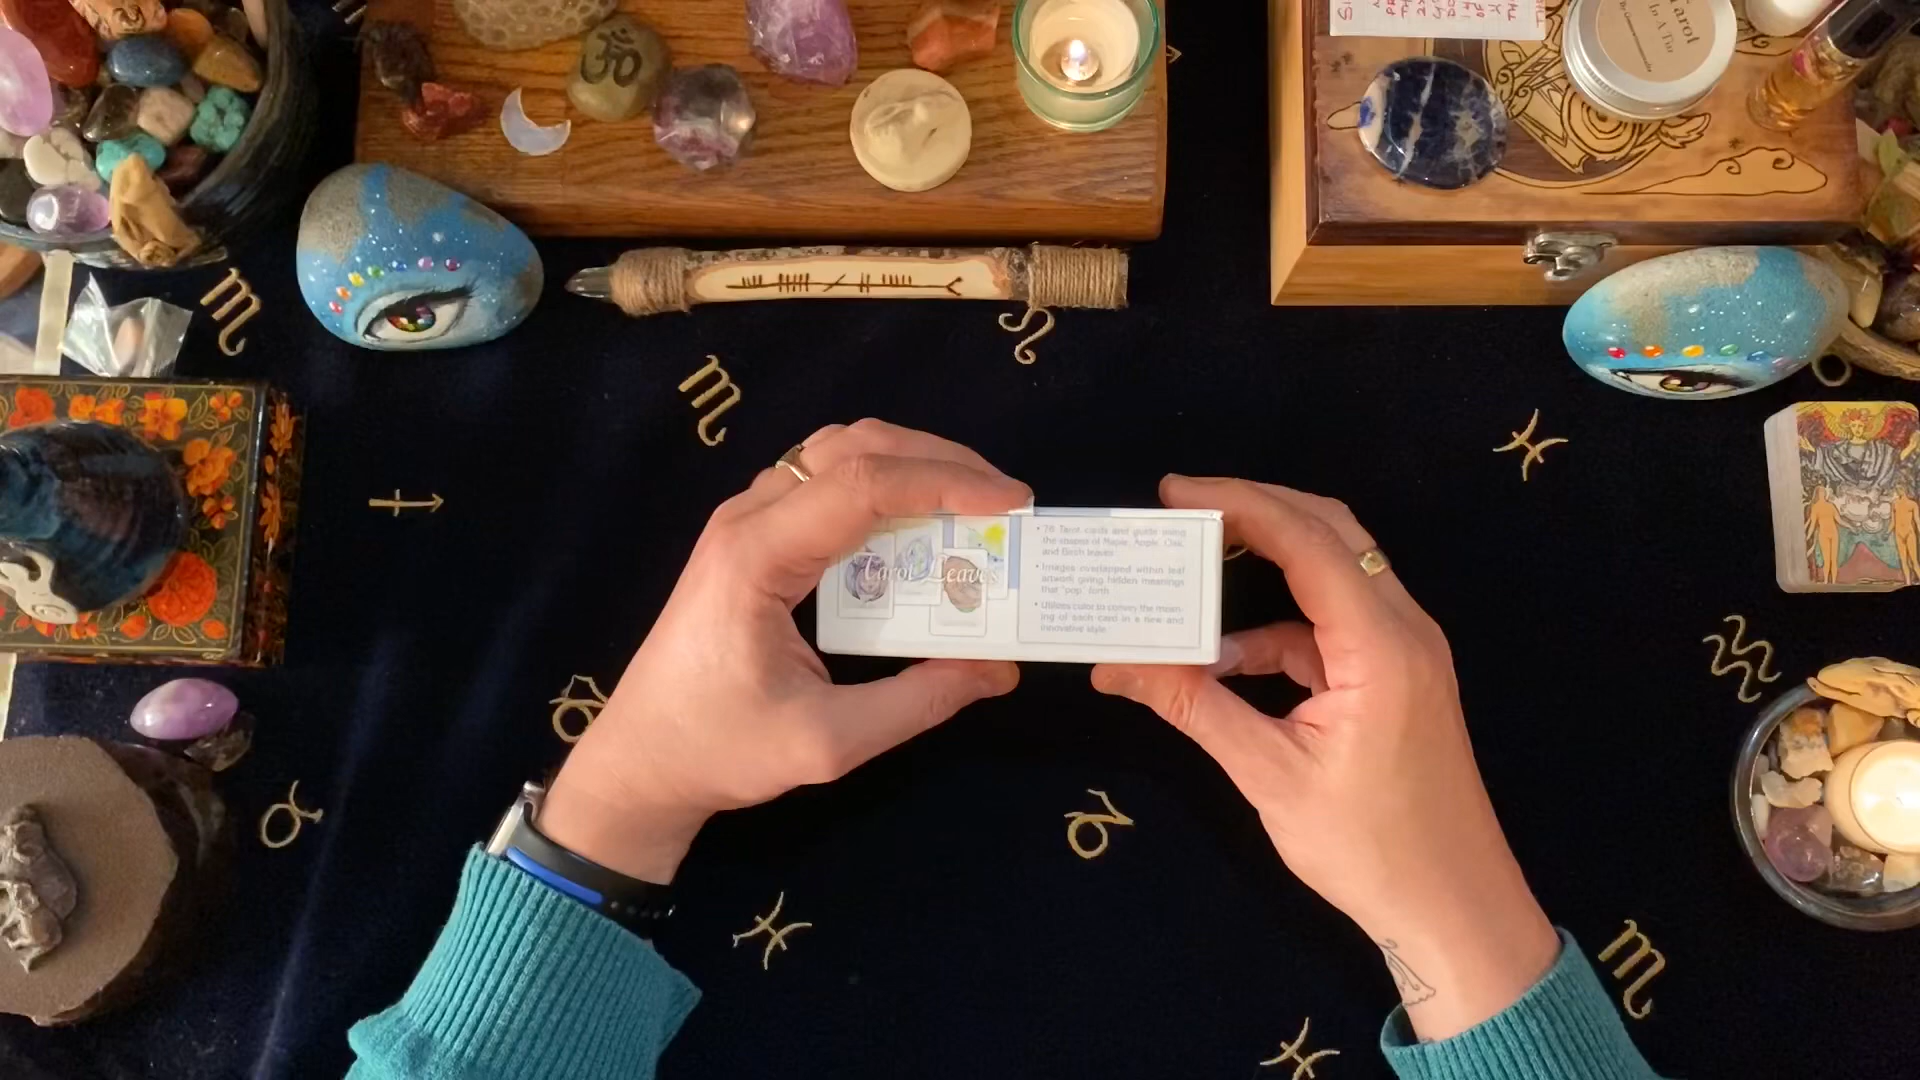 Tarot
In A Tin
Tarot Leaves
• 78 Tarot cards and guide using
the shapes of Maple, Apple, Oak,
and Birch leaves
• Images overlapped within leaf
artwork giving hidden meanings
that "pop" forth
• Utilizes color to convey the mean-
ing of each card in a new and
innovative style